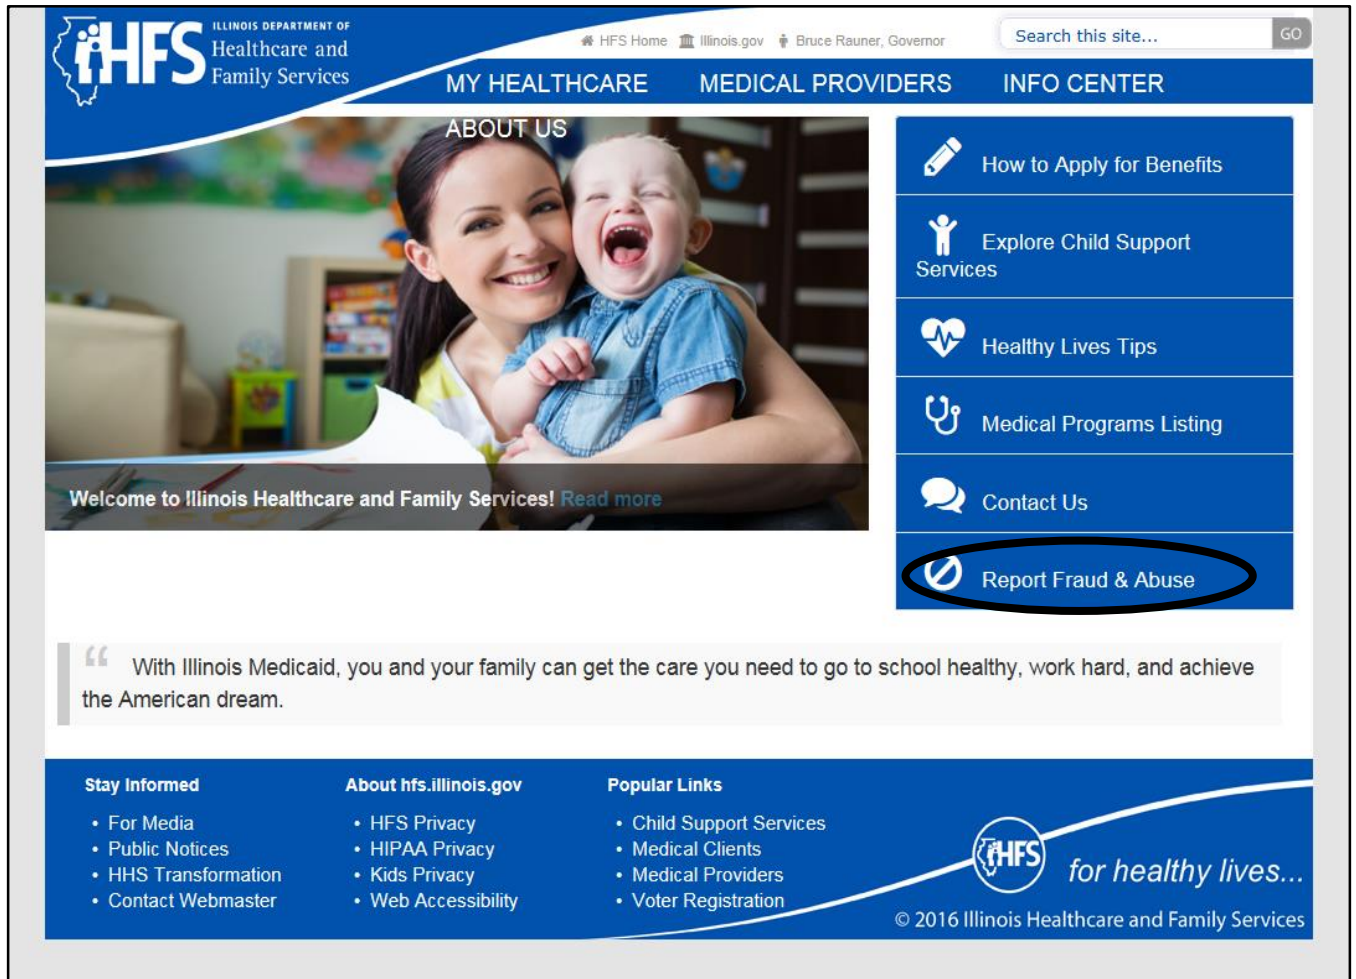 HFS
ILLINOIS DEPARTMENT OF
Healthcare and
Family Services
HFS Home Illinois.gov Bruce Rauner, Governor
Search this site...
GO
MY HEALTHCARE MEDICAL PROVIDERS INFO CENTER
ABOUT US
How to Apply for Benefits
Explore Child Support
Services
Healthy Lives Tips
Medical Programs Listing
Contact Us
Report Fraud & Abuse
Welcome to Illinois Healthcare and Family Services! Read more
“ With Illinois Medicaid, you and your family can get the care you need to go to school healthy, work hard, and achieve
the American dream.
Stay Informed
• For Media
• Public Notices
• HHS Transformation
• Contact Webmaster
About hfs.illinois.gov
• HFS Privacy
• HIPAA Privacy
• Kids Privacy
• Web Accessibility
Popular Links
• Child Support Services
• Medical Clients
• Medical Providers
• Voter Registration
HFS
for healthy lives...
© 2016 Illinois Healthcare and Family Services